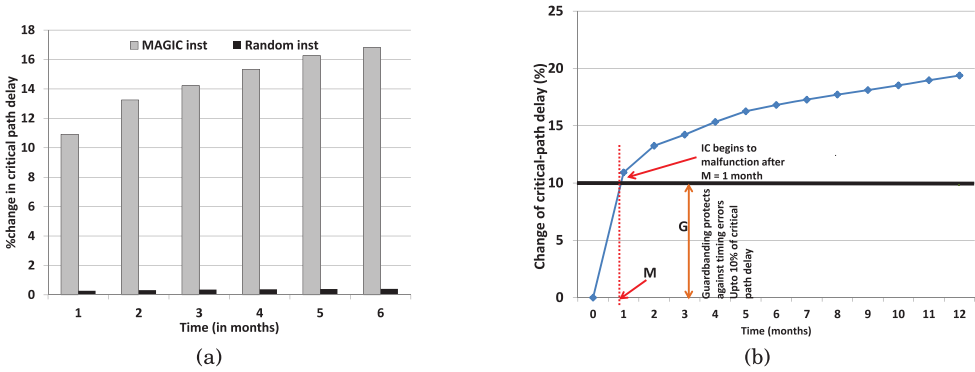 18
16
14
12
10
8
6
4
2
0
%change in critical path delay
MAGIC inst
Random inst
1 2 3 4 5 6
Time (in months)
(a)
25
20
15
10
5
0
Change of critical-path delay (%)
IC begins to
malfunction after
M = 1 month
G
Guardbanding protects
against timing errors
Upto 10% of critical
path delay
M
0 1 2 3 4 5 6 7 8 9 10 11 12
Time (months)
(b)